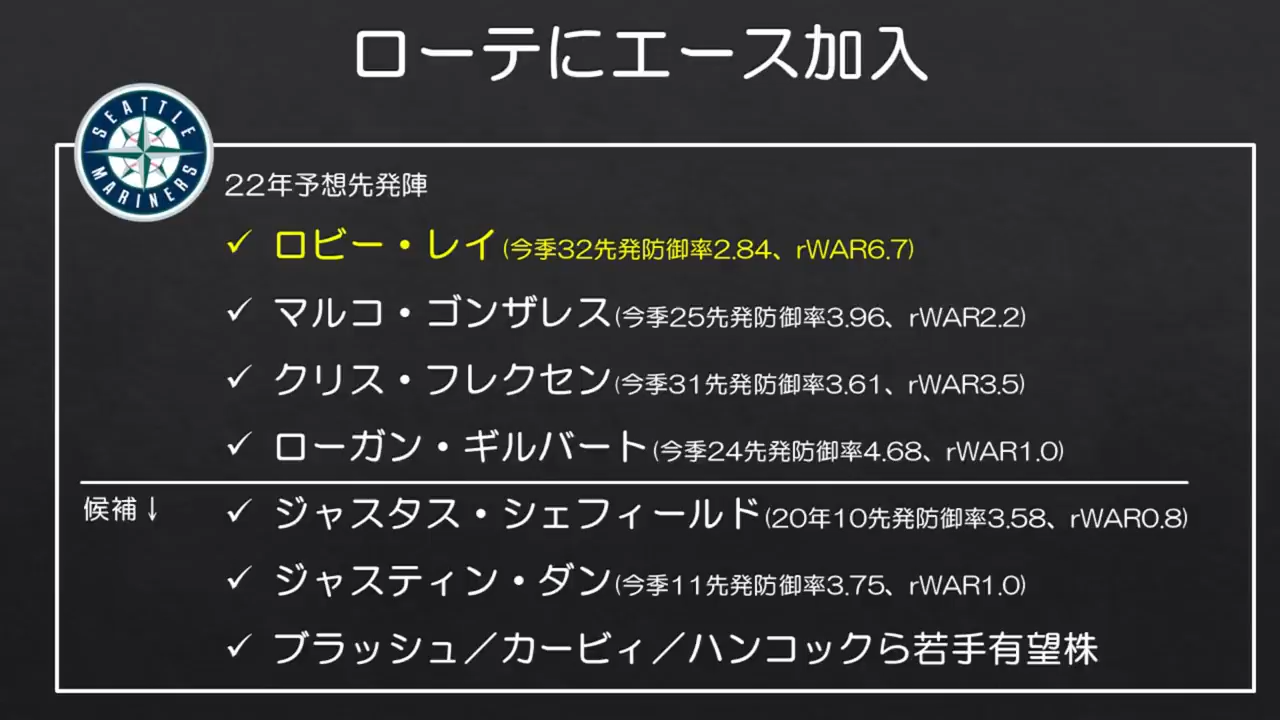 ローテにエース加入
SEATTLE
MARINERS
22年予想先発陣
✓ ロビー・レイ(今季32先発防御率2.84、rWAR6.7)
✓ マルコ・ゴンザレス(今季25先発防御率3.96、rWAR2.2)
✓ クリス・フレクセン(今季31先発防御率3.61、rWAR3.5)
✓ ローガン・ギルバート(今季24先発防御率4.68、rWAR1.0)
候補↓
✓ ジャスタス・シェフィールド(20年10先発防御率3.58、rWAR0.8)
✓ ジャスティン・ダン(今季11先発防御率3.75、rWAR1.0)
✓ ブラッシュ／カービィ／ハンコックら若手有望株